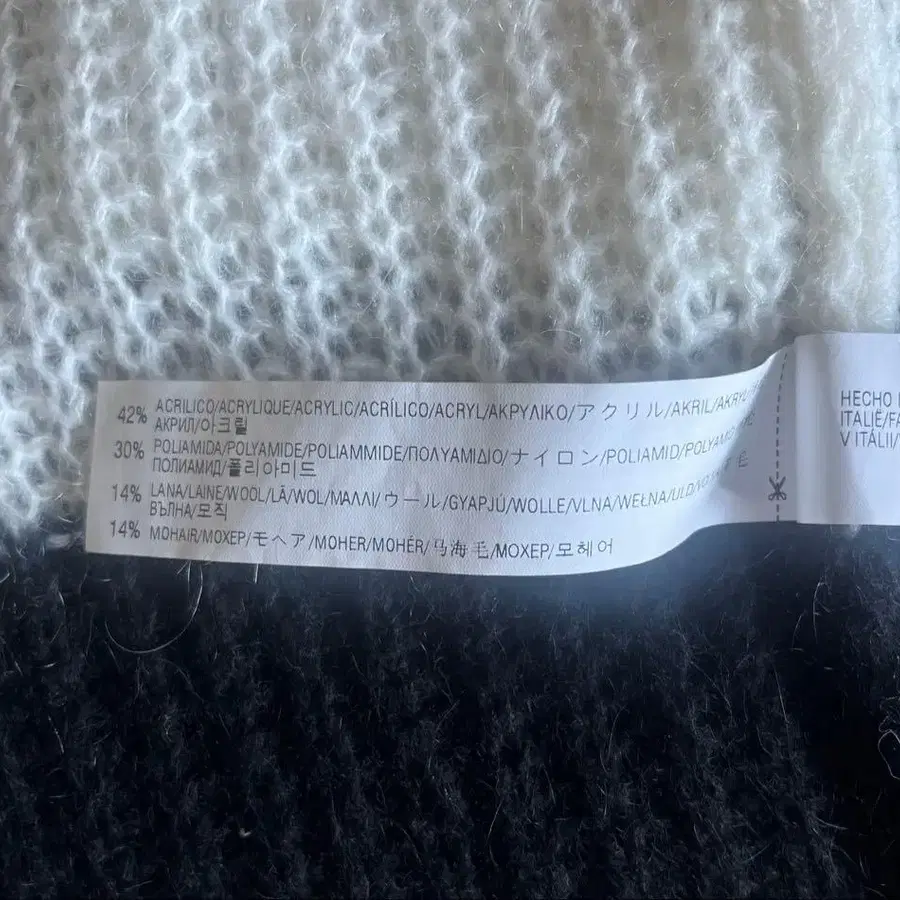 42% ACRILICO/ACRYLIQUE/ACRYLIC/ACRÍLICO/ACRYL/ΑΚΡΥΛΙΚΟ/アクリル/AKRIL/
АКРИЛ/아크릴
30% POLIAMIDA/POLYAMIDE/POLIAMMIDE/ΠΟΛΥΑΜΙΔΙΟ/ナイロン/POLIAMID/
ПОЛИАМИД/폴리아미드
14% LANA/LAINE/WOOL/LÃ/WOL/ΜΑΛΛΙ/ウール/GYAPJÚ/WOLLE/VLNA/WEŁNA/
ВЪЛНА/모직
14% MOHAIR/МОХЕР/モヘア/MOHER/MOHÉR/马海毛/МОХЕР/모헤어
HECHO
ITALIË/
V ITÁLII/